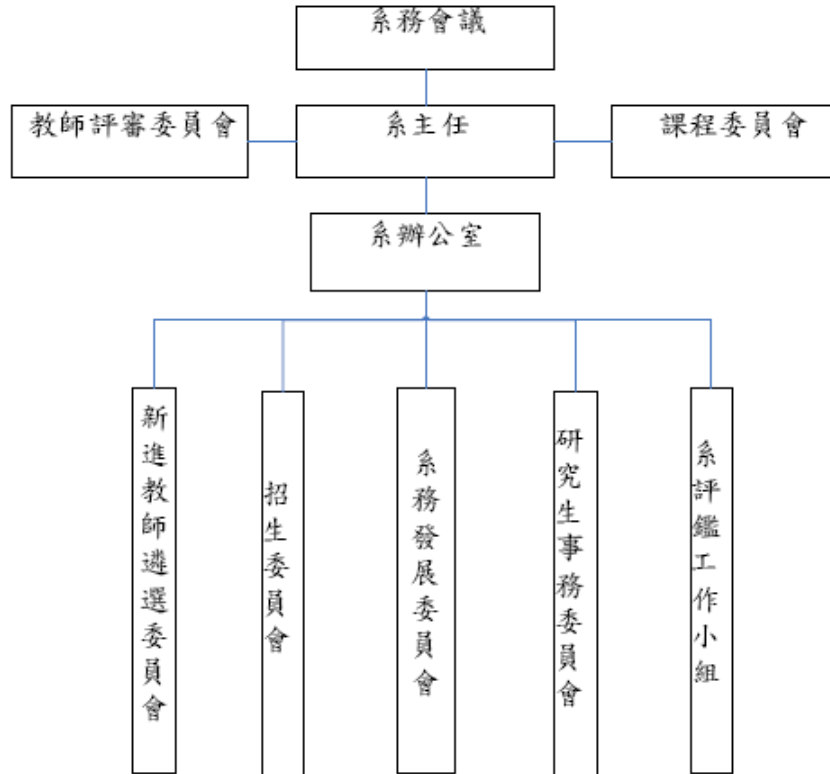 系務會議
教師評審委員會
系主任
課程委員會
系辦公室
新進教師遴選委員會
招生委員會
系務發展委員會
研究生事務委員會
系評鑑工作小組